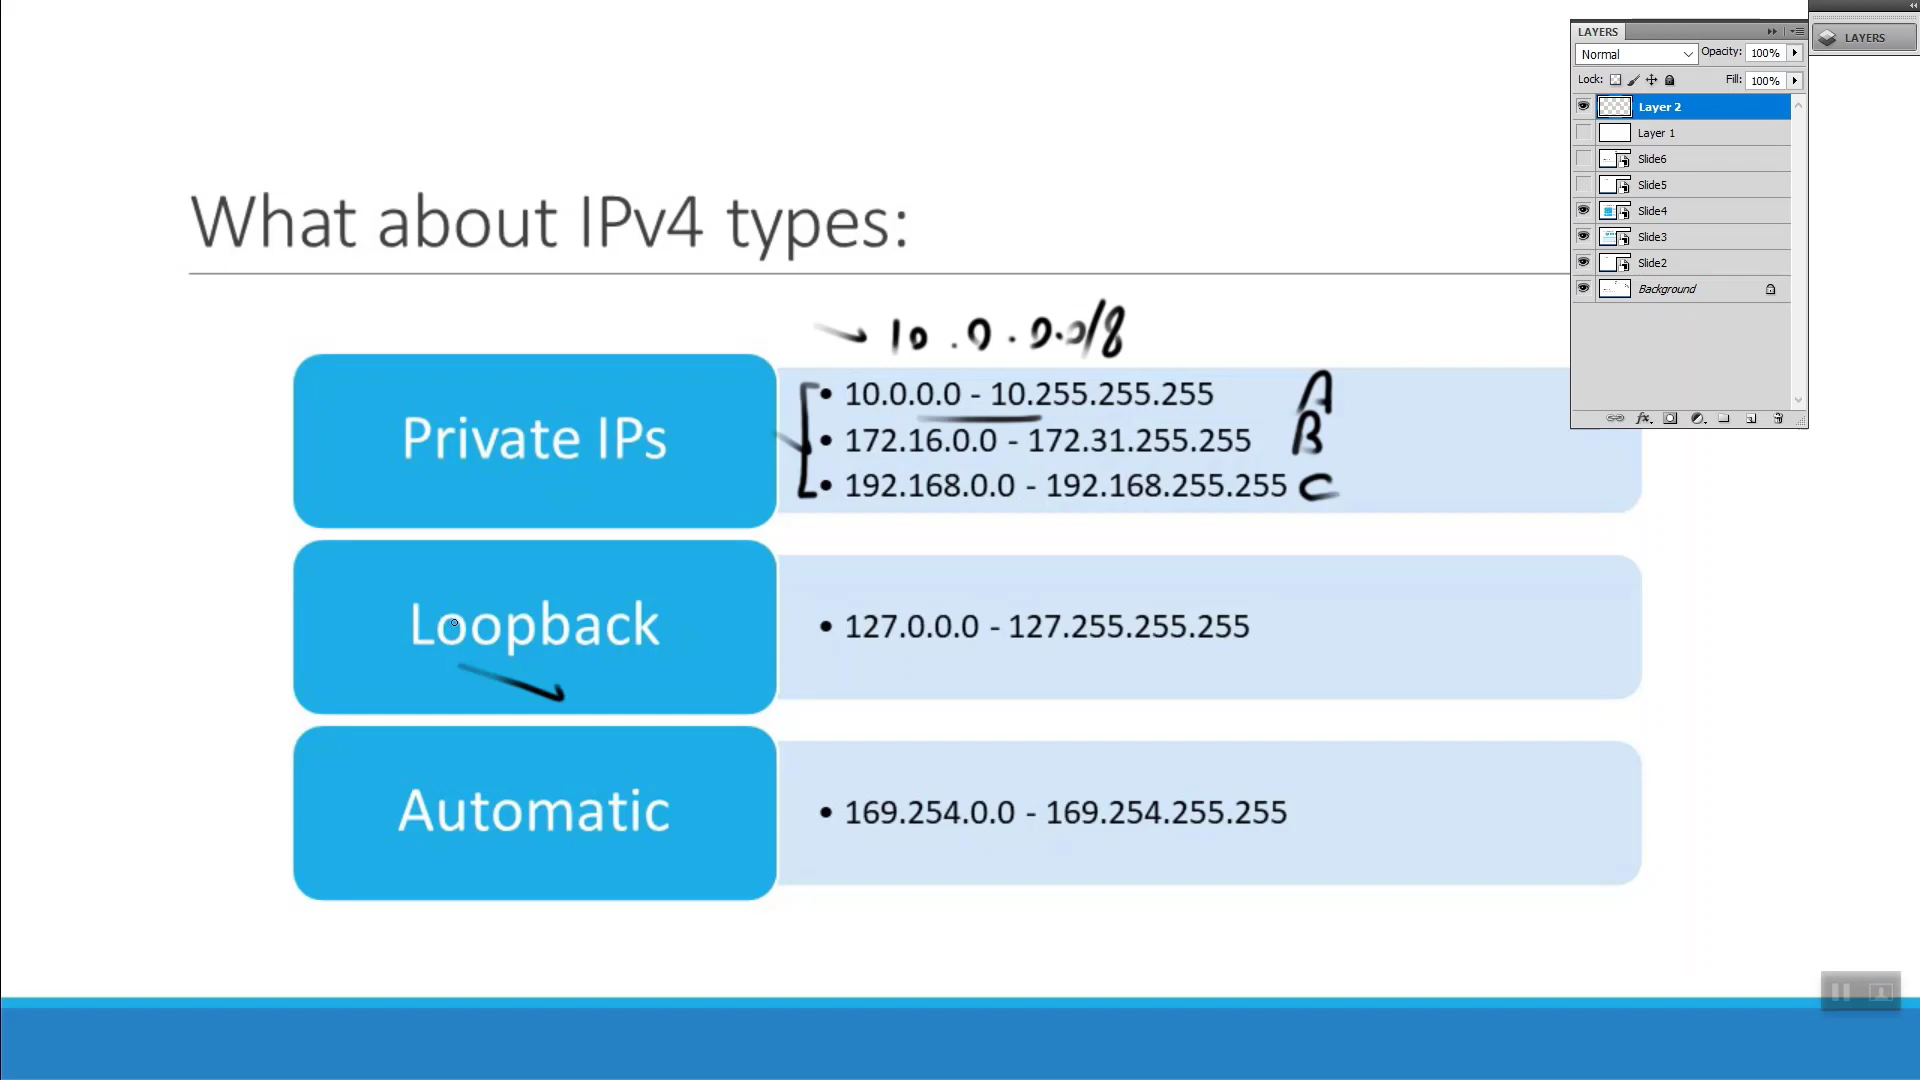 LAYERS
LAYERS
Normal
Opacity: 100%
Lock:
Fill: 100%
Layer 2
Layer 1
Slide6
Slide5
Slide4
Slide3
Slide2
Background
fx
What about IPv4 types:
10.0.0.0/8
Private IPs
• 10.0.0.0 - 10.255.255.255 A
• 172.16.0.0 - 172.31.255.255 B
• 192.168.0.0 - 192.168.255.255 C
Loopback
• 127.0.0.0 - 127.255.255.255
Automatic
• 169.254.0.0 - 169.254.255.255